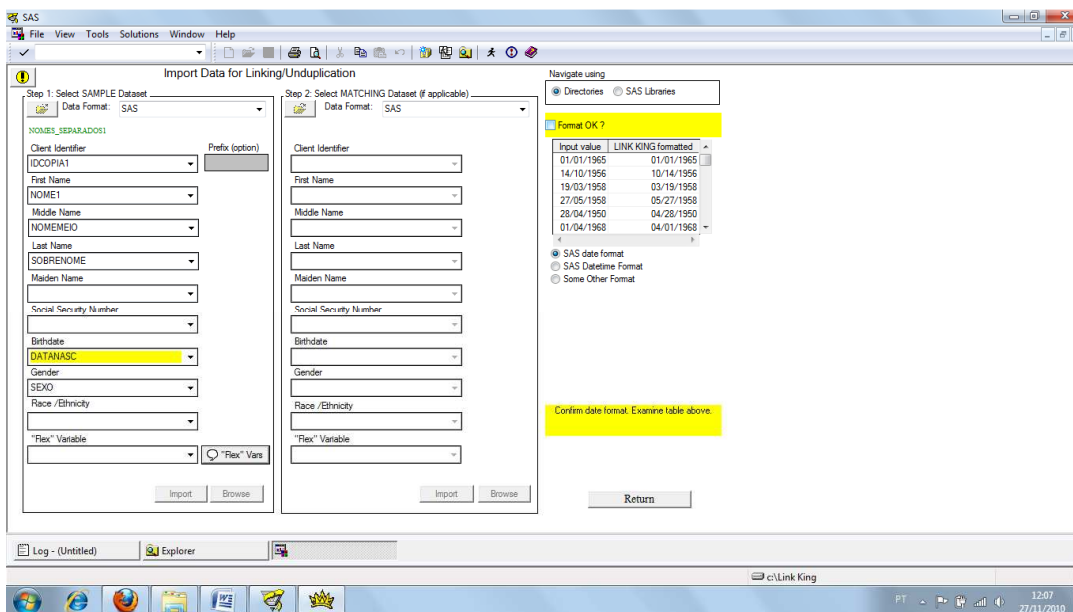 SAS
File View Tools Solutions Window Help
Import Data for Linking/Unduplication
Step 1: Select SAMPLE Dataset
Data Format: SAS
NOMES_SEPARADOS1
Client Identifier Prefix (option)
IDCOPIA1
First Name
NOME1
Middle Name
NOMEMEIO
Last Name
SOBRENOME
Maiden Name
Social Security Number
Birthdate
DATANASC
Gender
SEXO
Race /Ethnicity
"Flex" Variable
"Flex" Vars
Import Browse
Step 2: Select MATCHING Dataset (if applicable)
Data Format: SAS
Client Identifier
First Name
Middle Name
Last Name
Maiden Name
Social Security Number
Birthdate
Gender
Race /Ethnicity
"Flex" Variable
Import Browse
Navigate using
Directories SAS Libraries
Format OK ?
Input value LINK KING formatted
01/01/1965 01/01/1965
14/10/1956 10/14/1956
19/03/1958 03/19/1958
27/05/1958 05/27/1958
28/04/1950 04/28/1950
01/04/1968 04/01/1968
SAS date format
SAS Datetime Format
Some Other Format
Confirm date format. Examine table above.
Return
Log - (Untitled) Explorer
c:\Link King
PT 12:07
27/11/2010